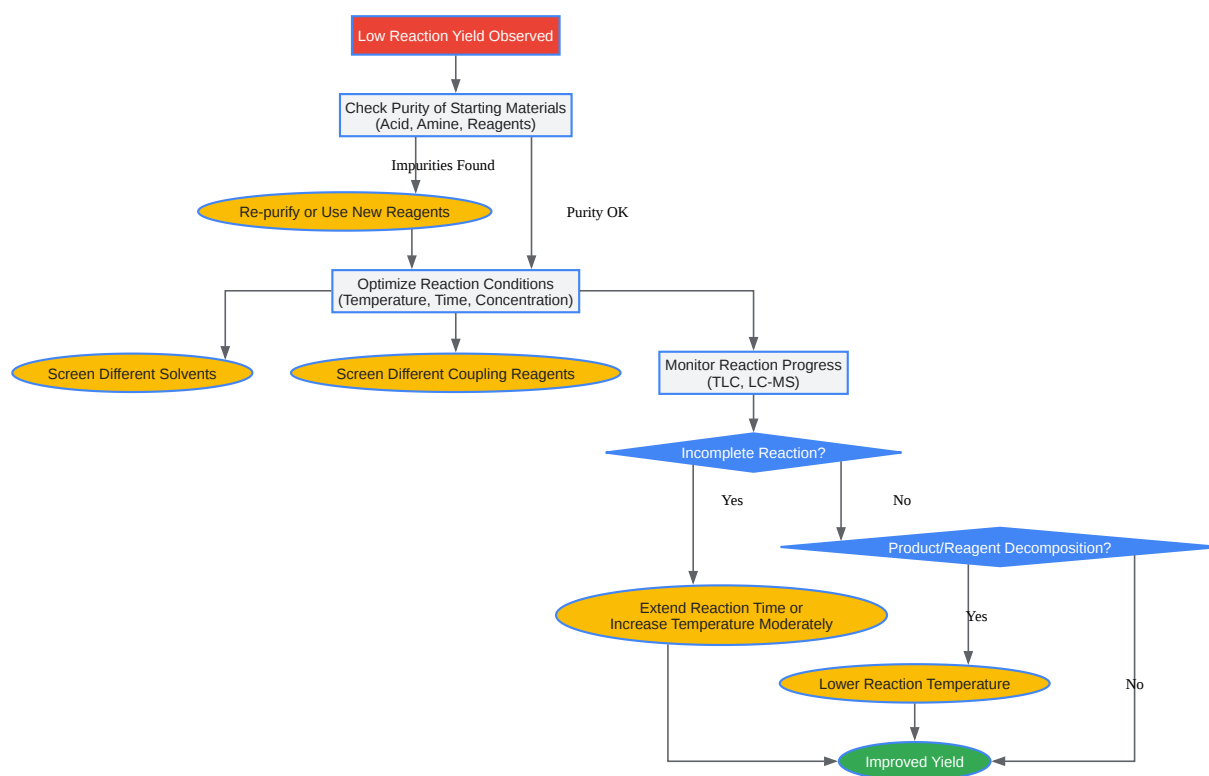 Low Reaction Yield Observed
Check Purity of Starting Materials
(Acid, Amine, Reagents)
Impurities Found
Re-purify or Use New Reagents
Purity OK
Optimize Reaction Conditions
(Temperature, Time, Concentration)
Screen Different Solvents
Screen Different Coupling Reagents
Monitor Reaction Progress
(TLC, LC-MS)
Incomplete Reaction?
Yes
No
Product/Reagent Decomposition?
Extend Reaction Time or
Increase Temperature Moderately
Yes
Lower Reaction Temperature
No
Improved Yield